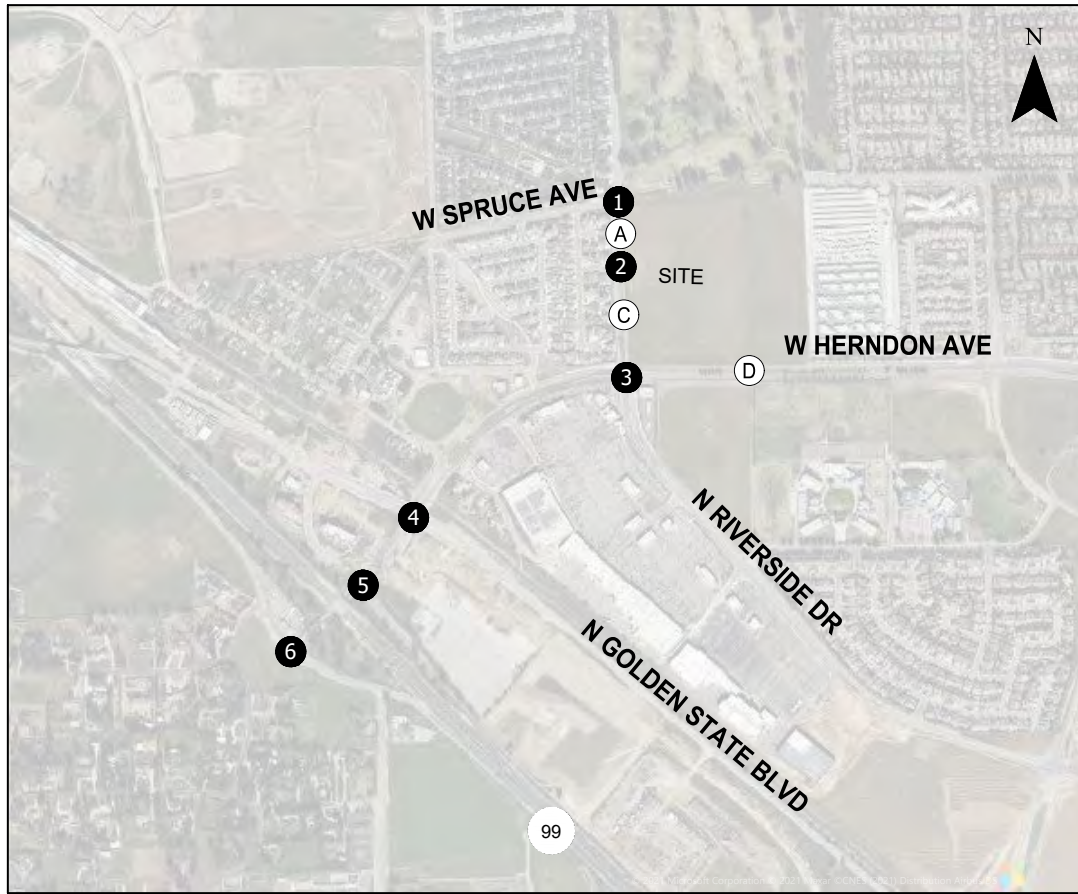 N
W SPRUCE AVE
1
A
2
SITE
C
W HERNDON AVE
3
D
N RIVERSIDE DR
4
5
N GOLDEN STATE BLVD
6
99